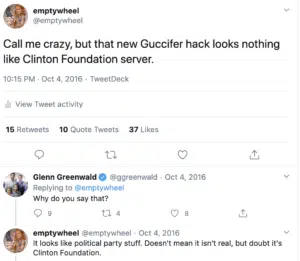 emptywheel
@emptywheel
Call me crazy, but that new Guccifer hack looks nothing
like Clinton Foundation server.
10:15 PM · Oct 4, 2016 · TweetDeck
View Tweet activity
15 Retweets 10 Quote Tweets 37 Likes
Glenn Greenwald @ggreenwald · Oct 4, 2016
Replying to @emptywheel
Why do you say that?
9 4 8
emptywheel @emptywheel · Oct 4, 2016
It looks like political party stuff. Doesn't mean it isn't real, but doubt it's
Clinton Foundation.